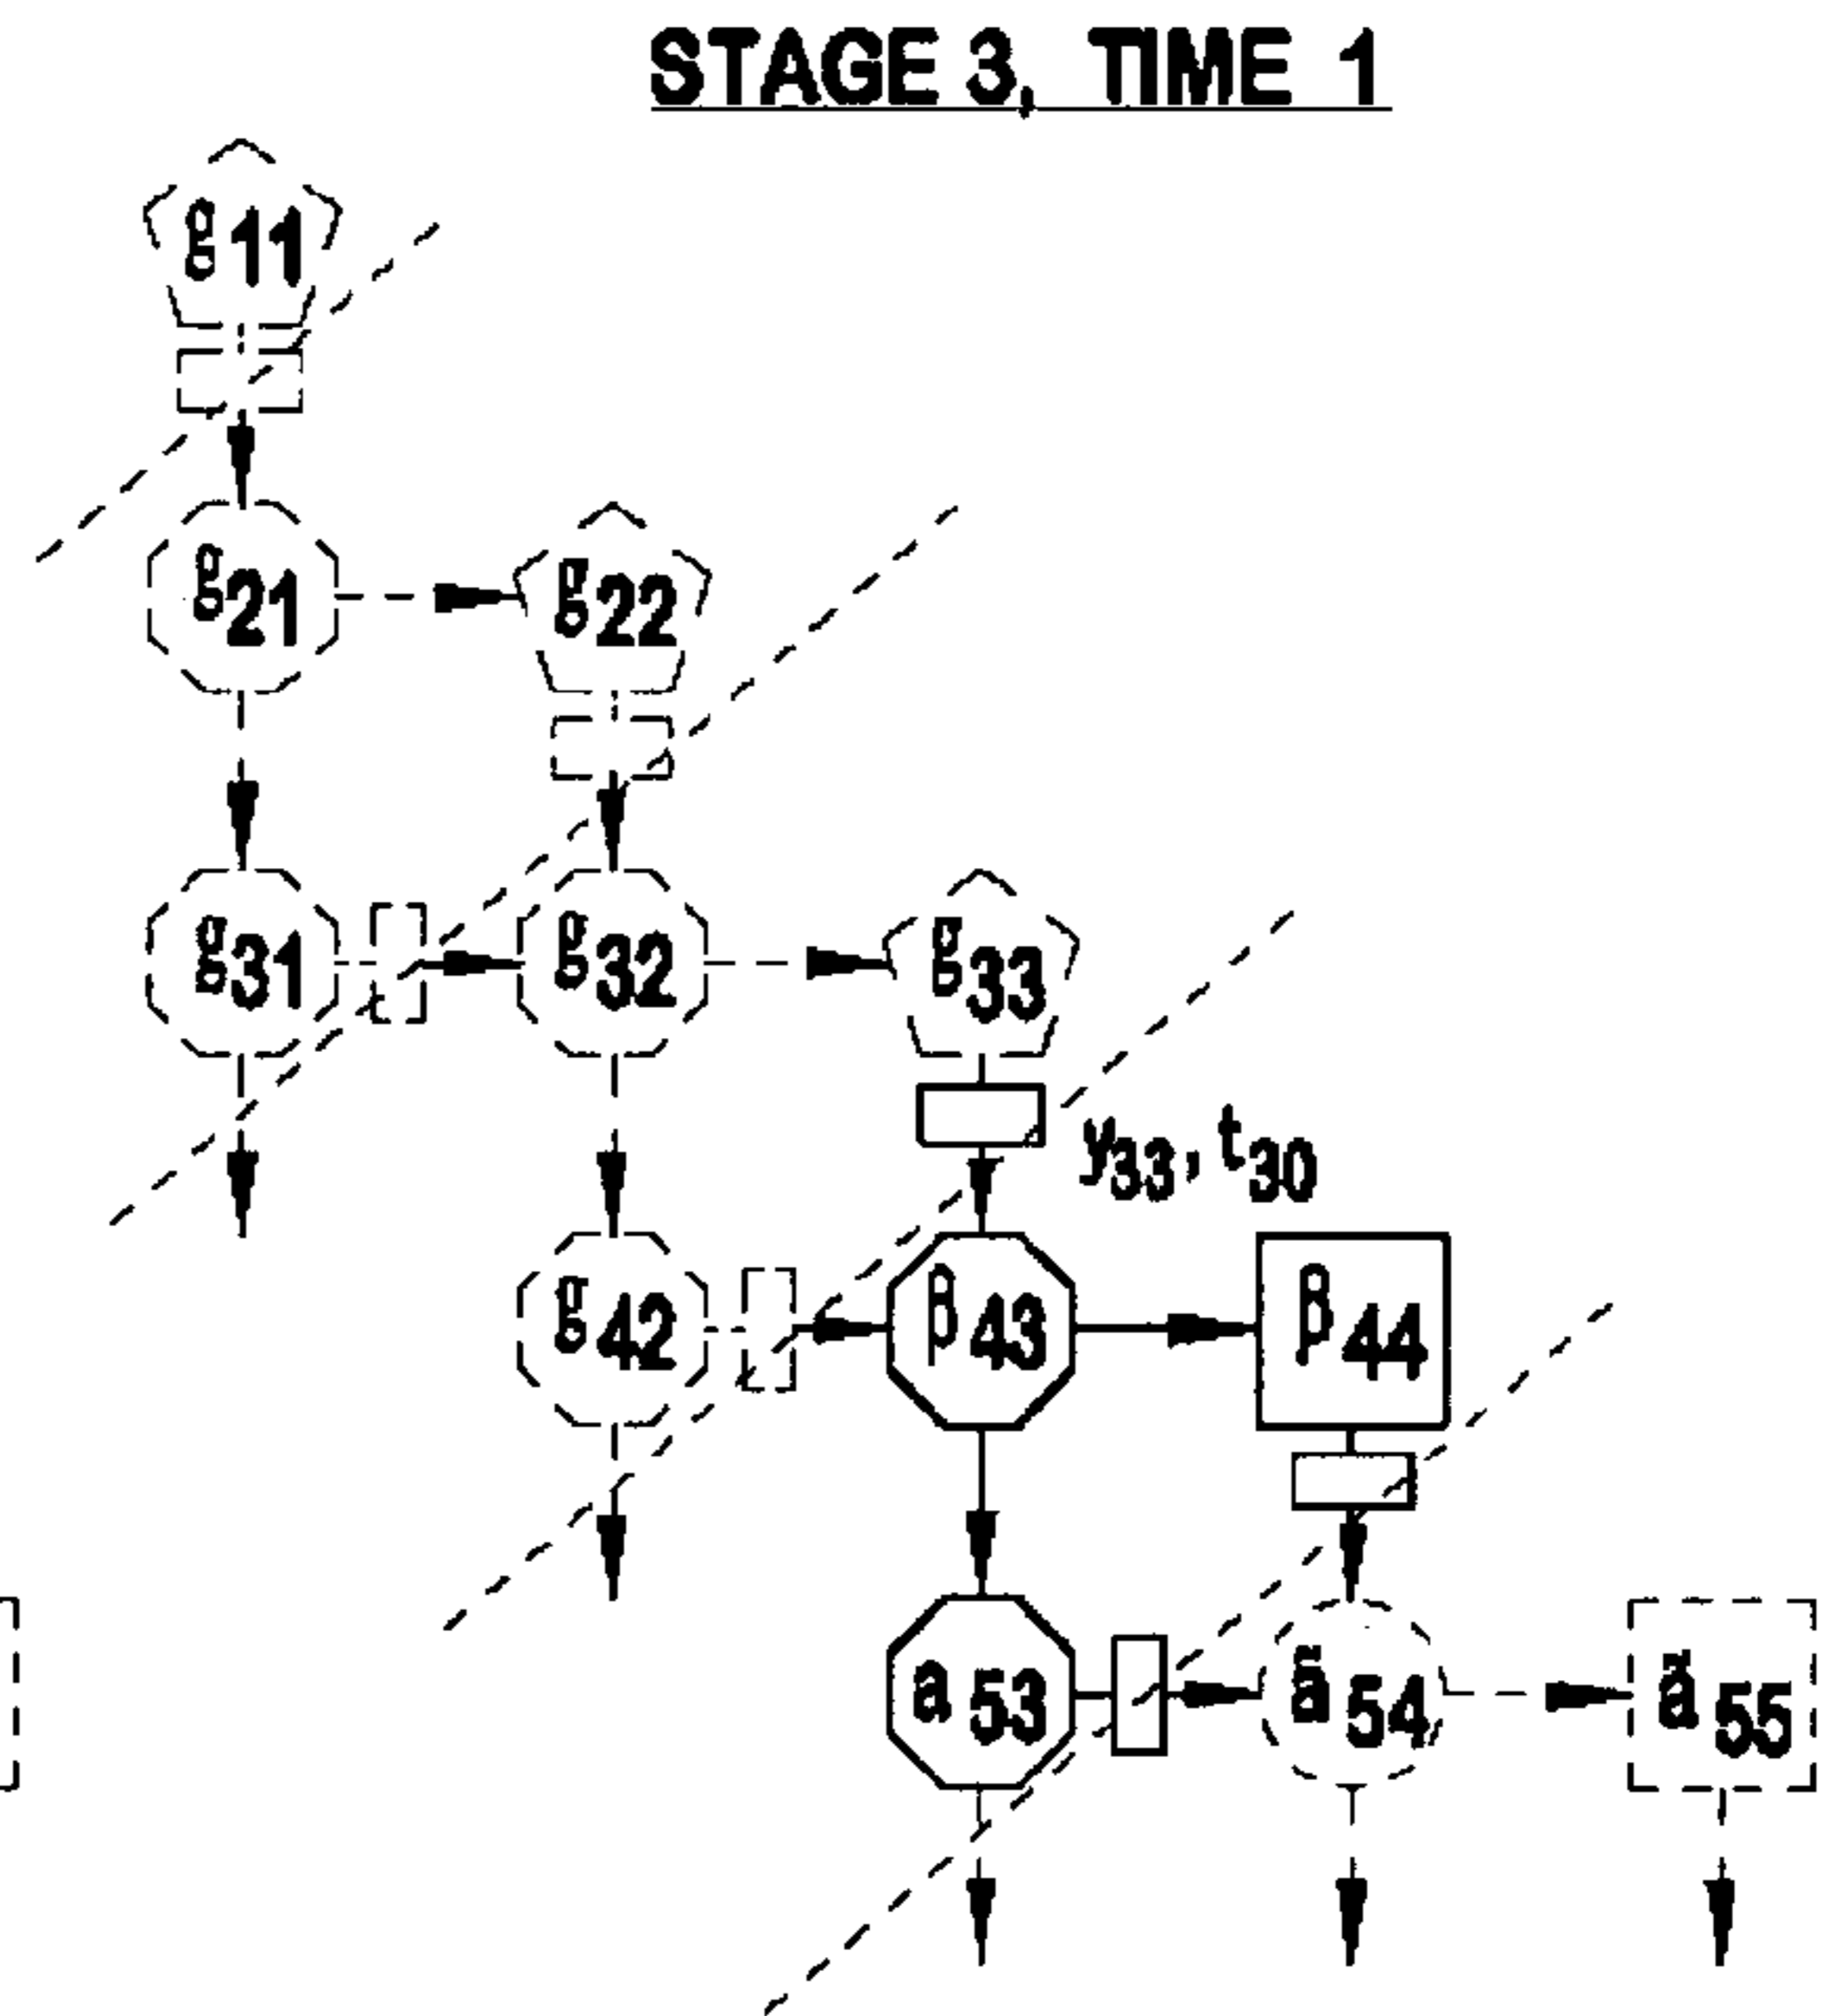 STAGE 3, TIME 1
g11
g21 g22
g31 g32 g33
y33, t30
g42 β43 β44
a53 ã54 ã55